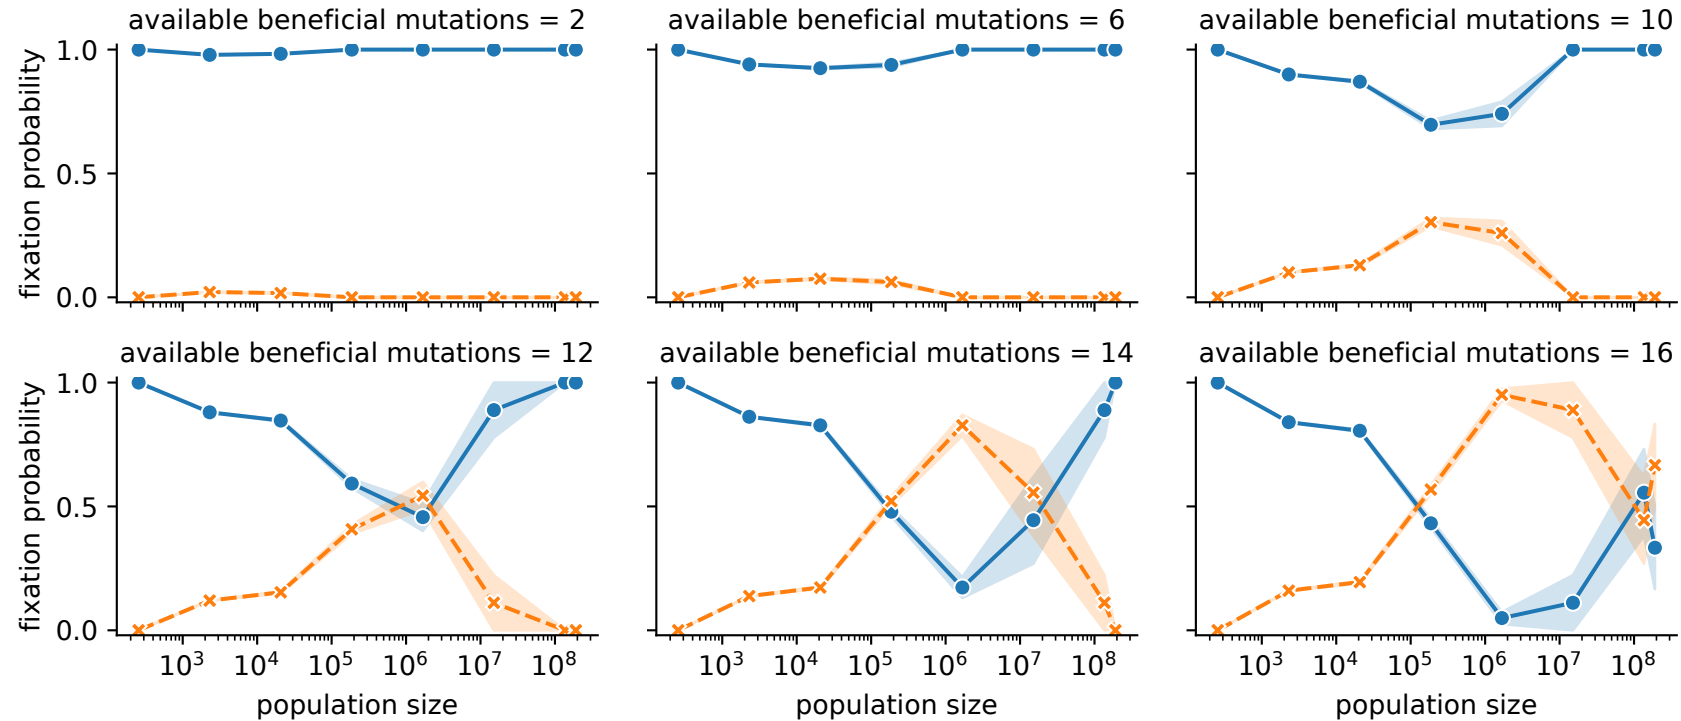 available beneficial mutations = 2
available beneficial mutations = 6
available beneficial mutations = 10
fixation probability
1.0
0.5
0.0
available beneficial mutations = 12
available beneficial mutations = 14
available beneficial mutations = 16
fixation probability
1.0
0.5
0.0
10³ 10⁴ 10⁵ 10⁶ 10⁷ 10⁸
10³ 10⁴ 10⁵ 10⁶ 10⁷ 10⁸
10³ 10⁴ 10⁵ 10⁶ 10⁷ 10⁸
population size
population size
population size